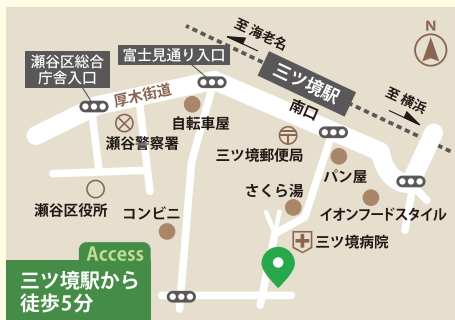 至海老名
N
富士見通り入口
瀬谷区総合
庁舎入口
三ツ境駅
至横浜
厚木街道
南口
自転車屋
瀬谷警察署
三ツ境郵便局
パン屋
さくら湯
瀬谷区役所
コンビニ
イオンフードスタイル
三ツ境病院
Access
三ツ境駅から
徒歩5分